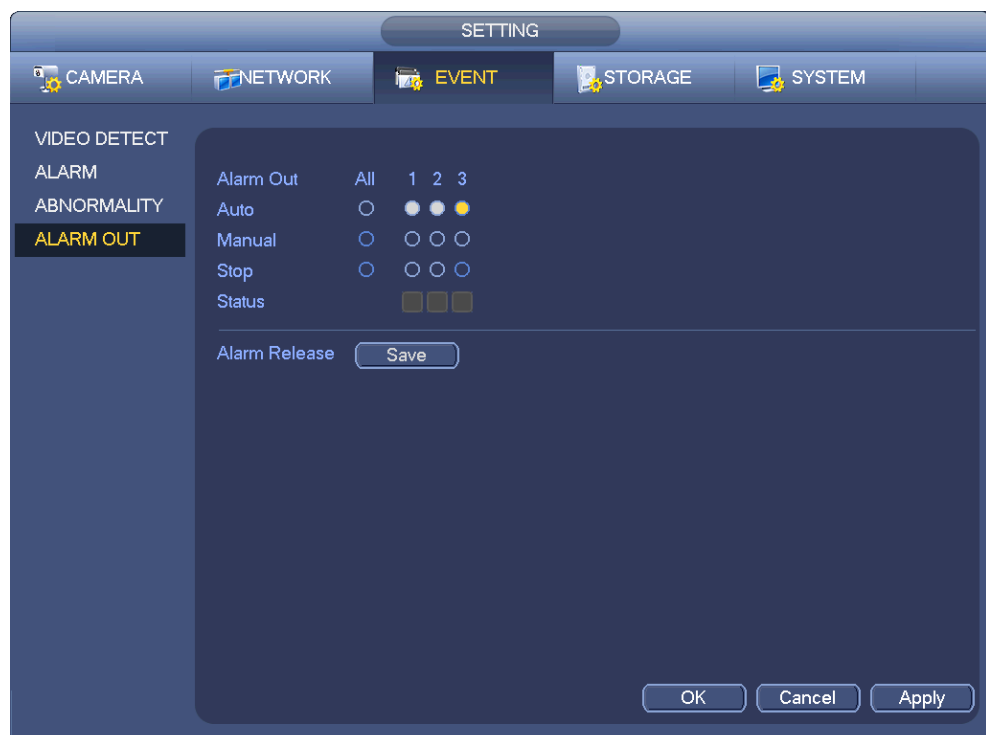 SETTING
CAMERA NETWORK EVENT STORAGE SYSTEM
VIDEO DETECT
ALARM
ABNORMALITY
ALARM OUT
Alarm Out All 1 2 3
Auto
Manual
Stop
Status
Alarm Release Save
OK Cancel Apply